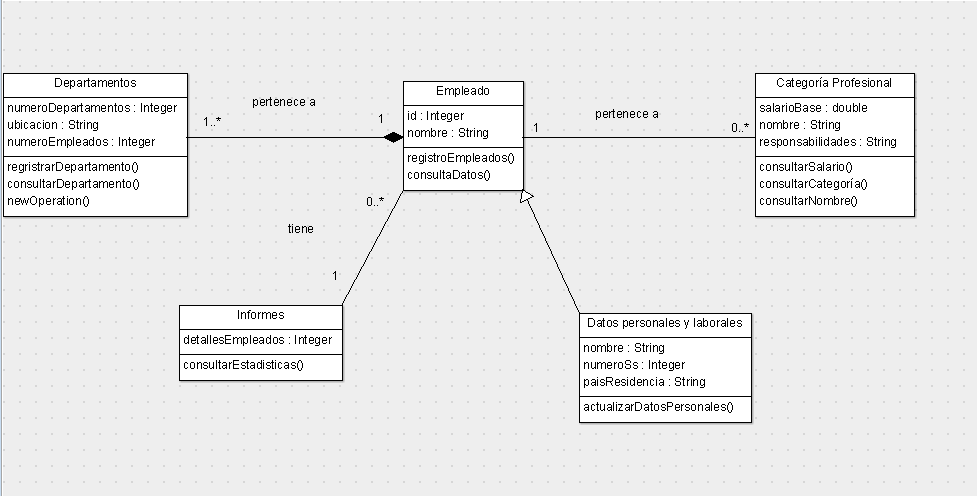 Departamentos
numeroDepartamentos : Integer
ubicacion : String
numeroEmpleados : Integer
regristrarDepartamento()
consultarDepartamento()
newOperation()
pertenece a
1..*
1
Empleado
id : Integer
nombre : String
registroEmpleados()
consultaDatos()
pertenece a
1
0..*
Categoría Profesional
salarioBase : double
nombre : String
responsabilidades : String
consultarSalario()
consultarCategoría()
consultarNombre()
0..*
tiene
1
Informes
detallesEmpleados : Integer
consultarEstadisticas()
Datos personales y laborales
nombre : String
numeroSs : Integer
paisResidencia : String
actualizarDatosPersonales()